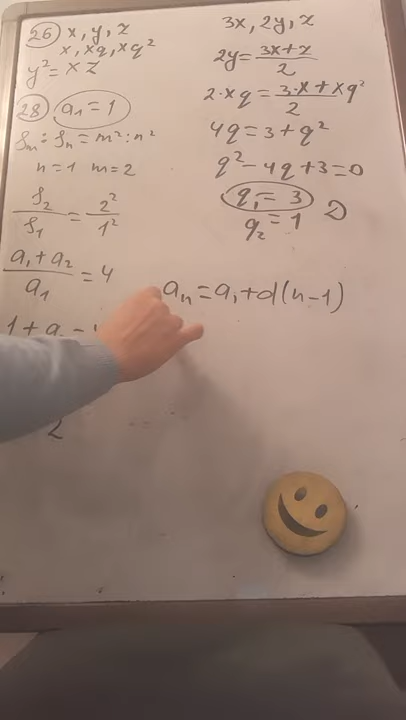 26) x, y, z
x, xq, xq²
y² = xz
28) a₁ = 1
Sₘ : Sₙ = m² : n²
n = 1 m = 2
S₂/S₁ = 2²/1²
(a₁ + a₂)/a₁ = 4
1 + a
2
3x, 2y, z
2y = (3x + z)/2
2 · xq = (3 · x + xq²)/2
4q = 3 + q²
q² - 4q + 3 = 0
q₁ = 3
q₂ = 1 D
aₙ = a₁ + d(n - 1)